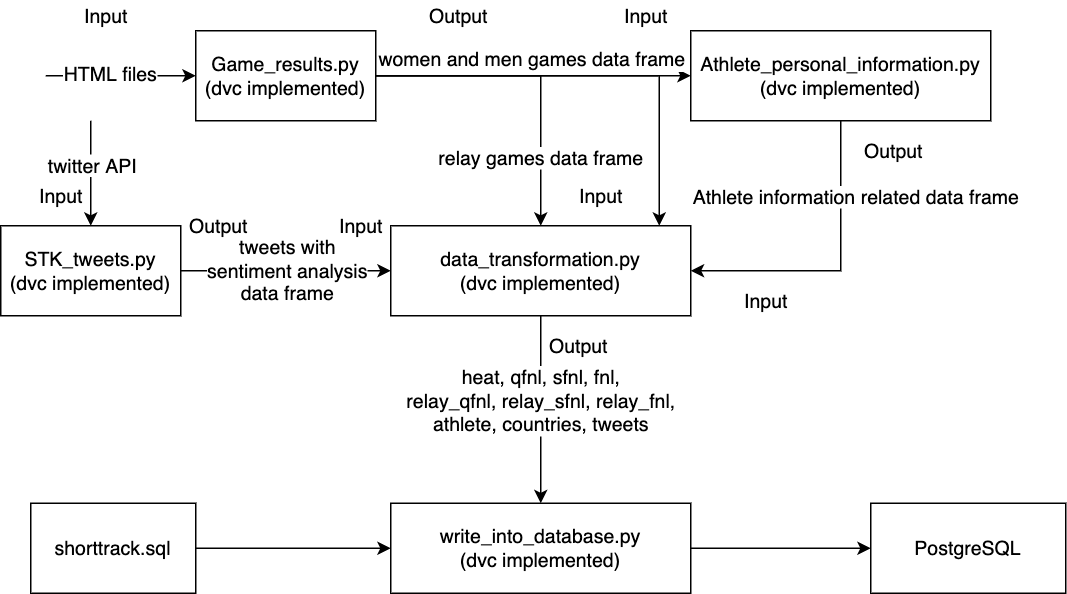 Input
Output
Input
HTML files
Game_results.py
(dvc implemented)
women and men games data frame
Athlete_personal_information.py
(dvc implemented)
twitter API
Input
relay games data frame
Input
Output
Athlete information related data frame
STK_tweets.py
(dvc implemented)
Output
tweets with
sentiment analysis
data frame
Input
data_transformation.py
(dvc implemented)
Input
Output
heat, qfnl, sfnl, fnl,
relay_qfnl, relay_sfnl, relay_fnl,
athlete, countries, tweets
shorttrack.sql
write_into_database.py
(dvc implemented)
PostgreSQL